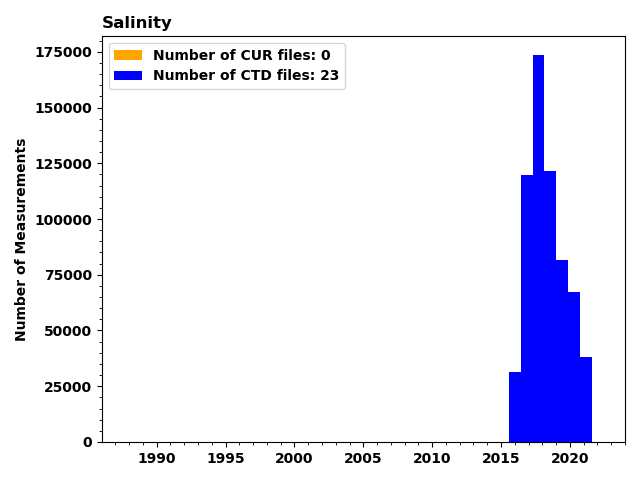 Salinity
Number of CUR files: 0
Number of CTD files: 23
Number of Measurements
175000
150000
125000
100000
75000
50000
25000
0
1990 1995 2000 2005 2010 2015 2020